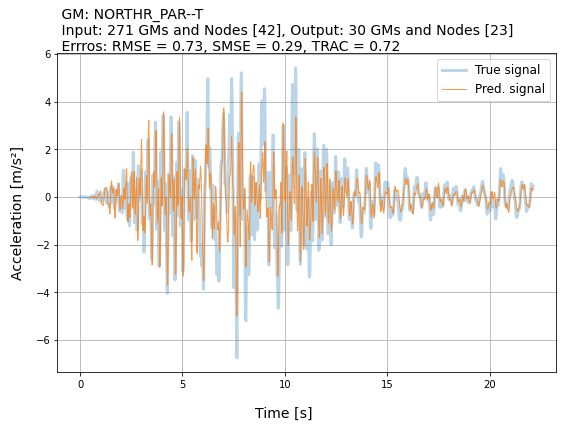 GM: NORTHR_PAR--T
Input: 271 GMs and Nodes [42], Output: 30 GMs and Nodes [23]
Errros: RMSE = 0.73, SMSE = 0.29, TRAC = 0.72
True signal
Pred. signal
Acceleration [m/s²]
6
4
2
0
−2
−4
−6
0 5 10 15 20
Time [s]